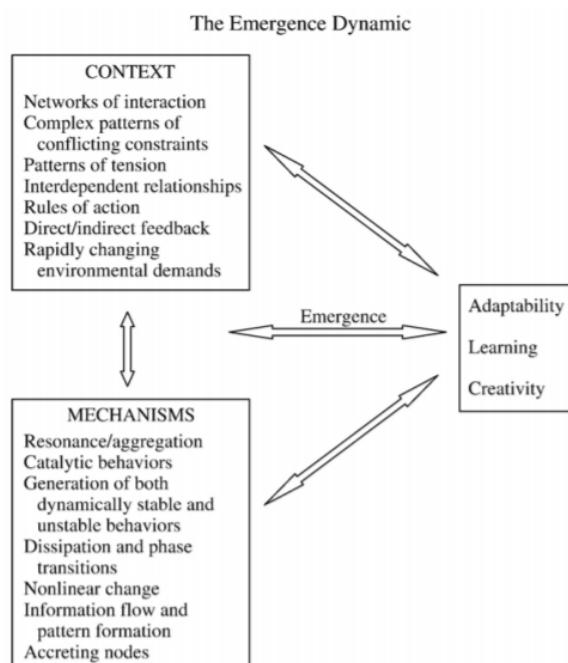 The Emergence Dynamic
CONTEXT
Networks of interaction
Complex patterns of
conflicting constraints
Patterns of tension
Interdependent relationships
Rules of action
Direct/indirect feedback
Rapidly changing
environmental demands
Emergence
Adaptability
Learning
Creativity
MECHANISMS
Resonance/aggregation
Catalytic behaviors
Generation of both
dynamically stable and
unstable behaviors
Dissipation and phase
transitions
Nonlinear change
Information flow and
pattern formation
Accreting nodes